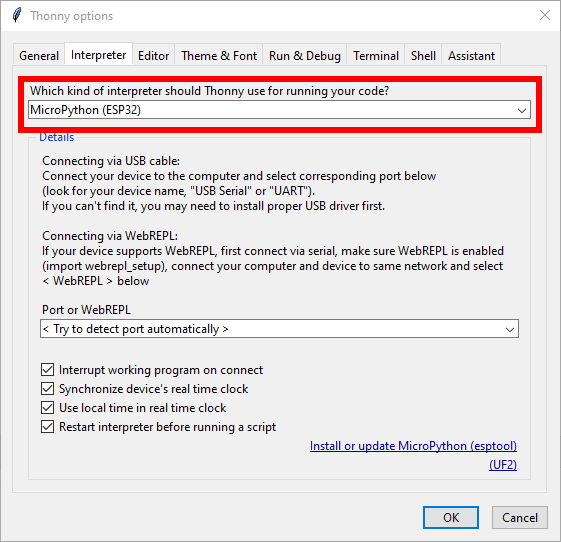 Thonny options
General Interpreter Editor Theme & Font Run & Debug Terminal Shell Assistant
Which kind of interpreter should Thonny use for running your code?
MicroPython (ESP32)
Details
Connecting via USB cable:
Connect your device to the computer and select corresponding port below
(look for your device name, "USB Serial" or "UART").
If you can't find it, you may need to install proper USB driver first.
Connecting via WebREPL:
If your device supports WebREPL, first connect via serial, make sure WebREPL is enabled
(import webrepl_setup), connect your computer and device to same network and select
< WebREPL > below
Port or WebREPL
< Try to detect port automatically >
Interrupt working program on connect
Synchronize device's real time clock
Use local time in real time clock
Restart interpreter before running a script
Install or update MicroPython (esptool)
(UF2)
OK Cancel